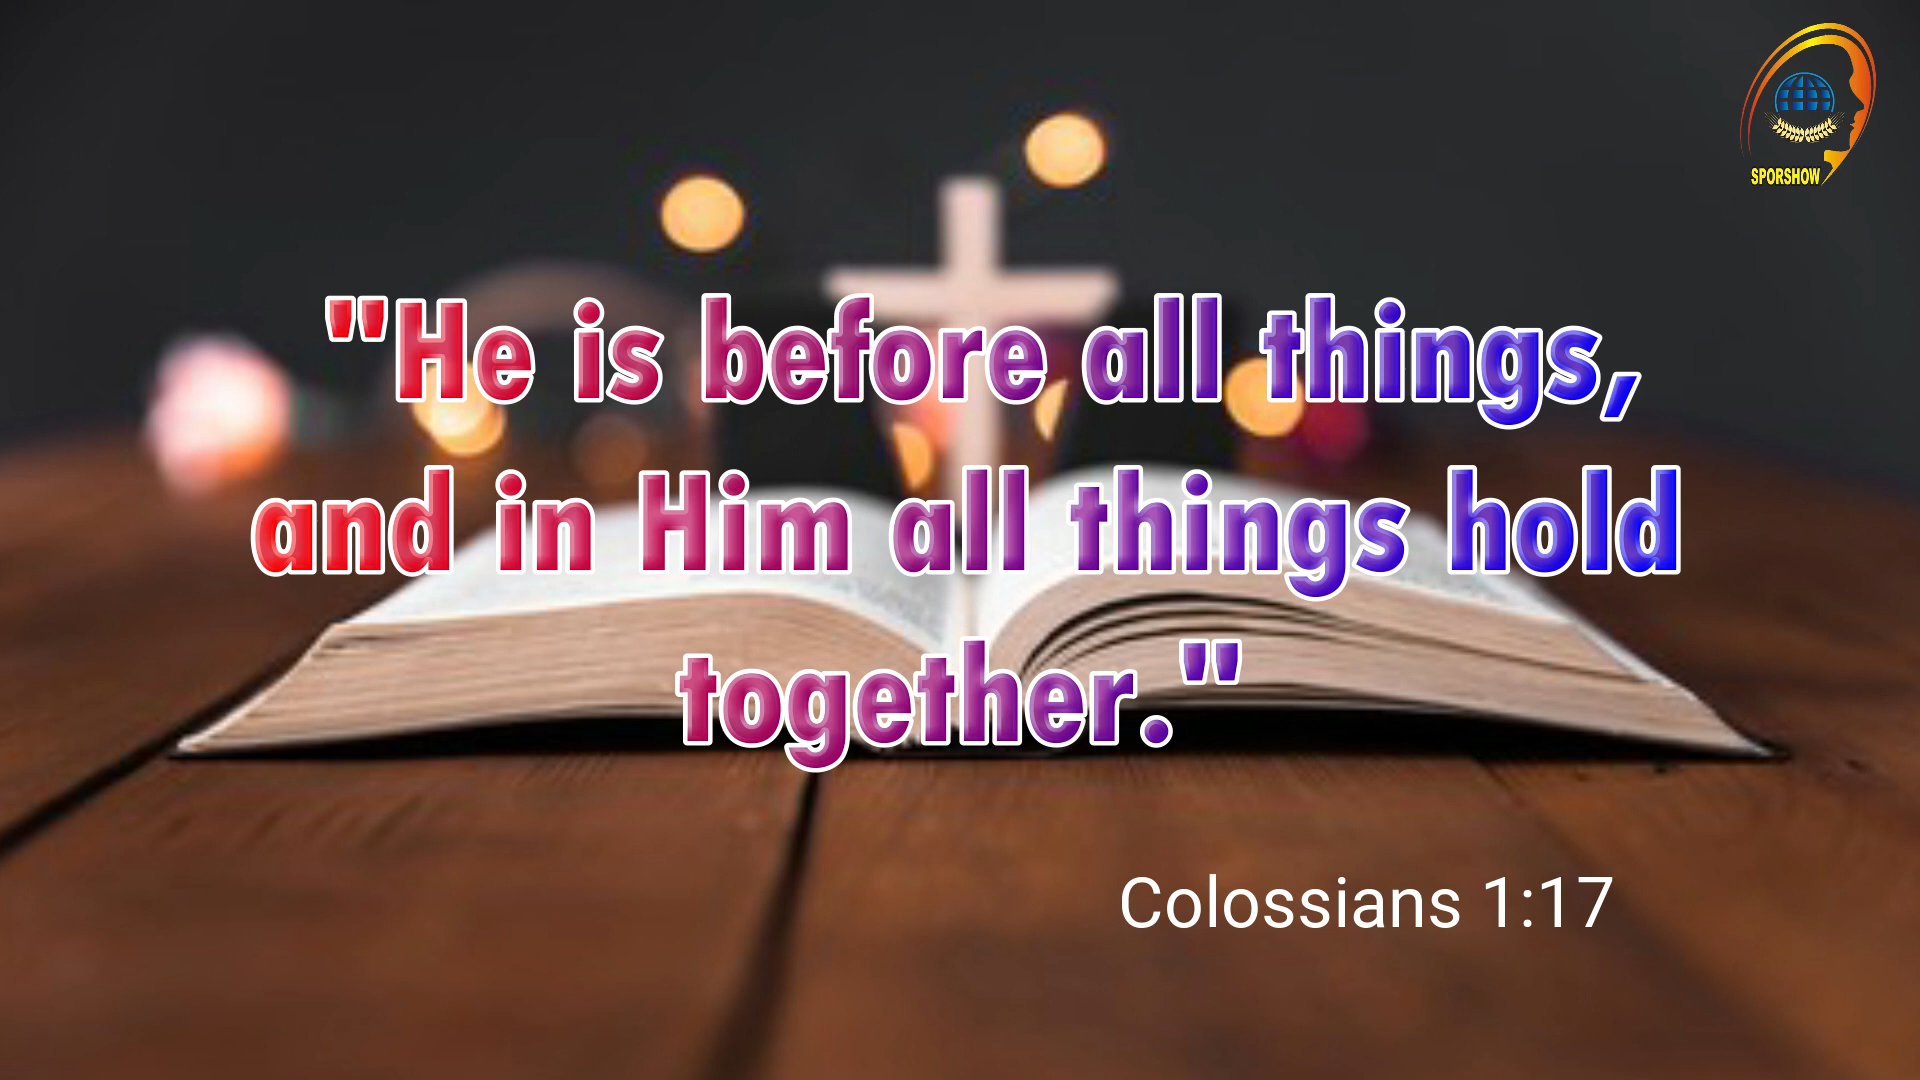 SPORSHOW
"He is before all things,
and in Him all things hold
together."
Colossians 1:17